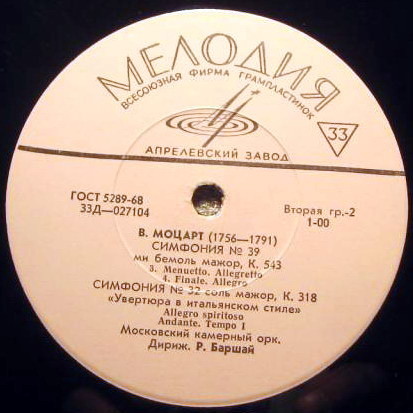 МЕЛОДИЯ
ВСЕСОЮЗНАЯ ФИРМА ГРАМПЛАСТИНОК
33
АПРЕЛЕВСКИЙ ЗАВОД
ГОСТ 5289-68
33Д—027104
Вторая гр.-2
1-00
В. МОЦАРТ (1756—1791)
СИМФОНИЯ № 39
ми бемоль мажор, К. 543
3. Menuetto. Allegretto
4. Finale. Allegro
СИМФОНИЯ № 32 соль мажор, К. 318
«Увертюра в итальянском стиле»
Allegro spiritoso
Andante. Tempo I
Московский камерный орк.
Дириж. Р. Баршай